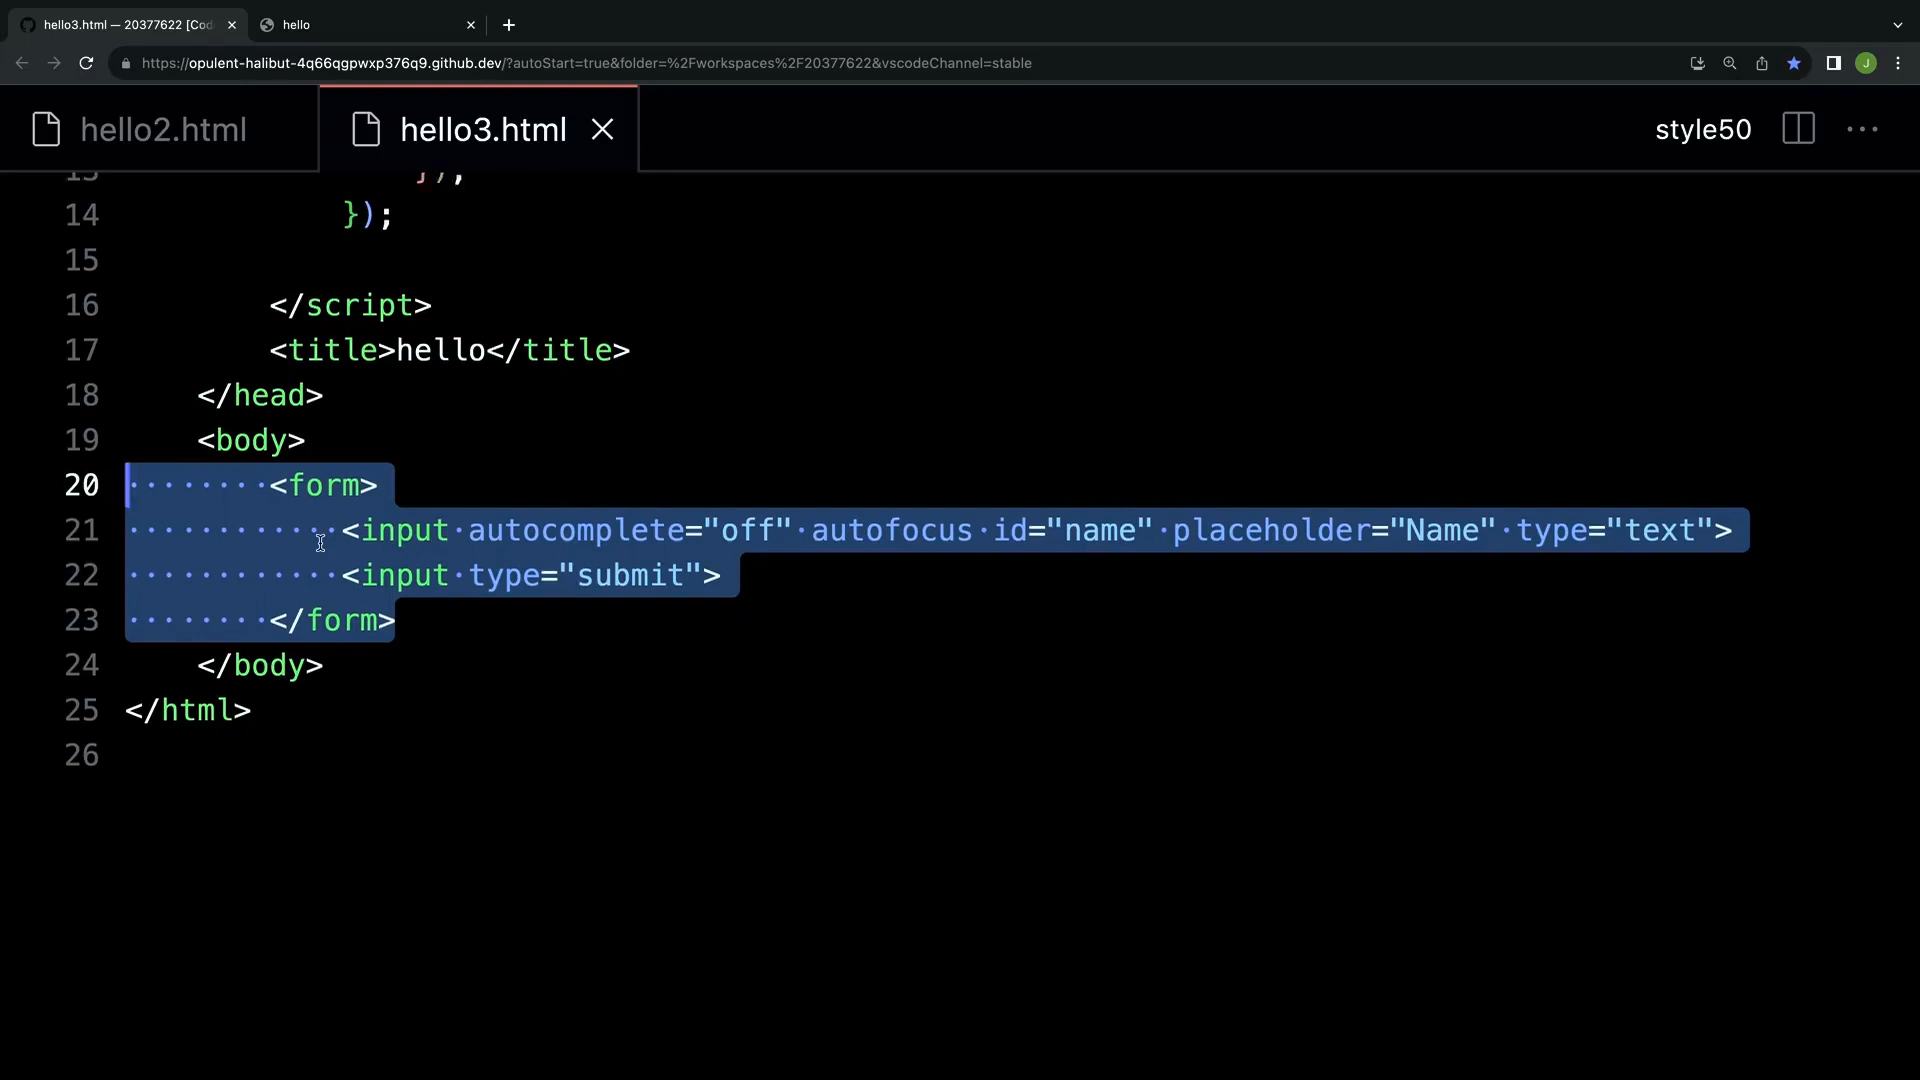 hello3.html — 20377622 [Cod
hello
https://opulent-halibut-4q66qgpwxp376q9.github.dev/?autoStart=true&folder=%2Fworkspaces%2F20377622&vscodeChannel=stable
J
hello2.html
hello3.html
style50
13 });
14 });
15
16 </script>
17 <title>hello</title>
18 </head>
19 <body>
20 <form>
21 <input autocomplete="off" autofocus id="name" placeholder="Name" type="text">
22 <input type="submit">
23 </form>
24 </body>
25 </html>
26